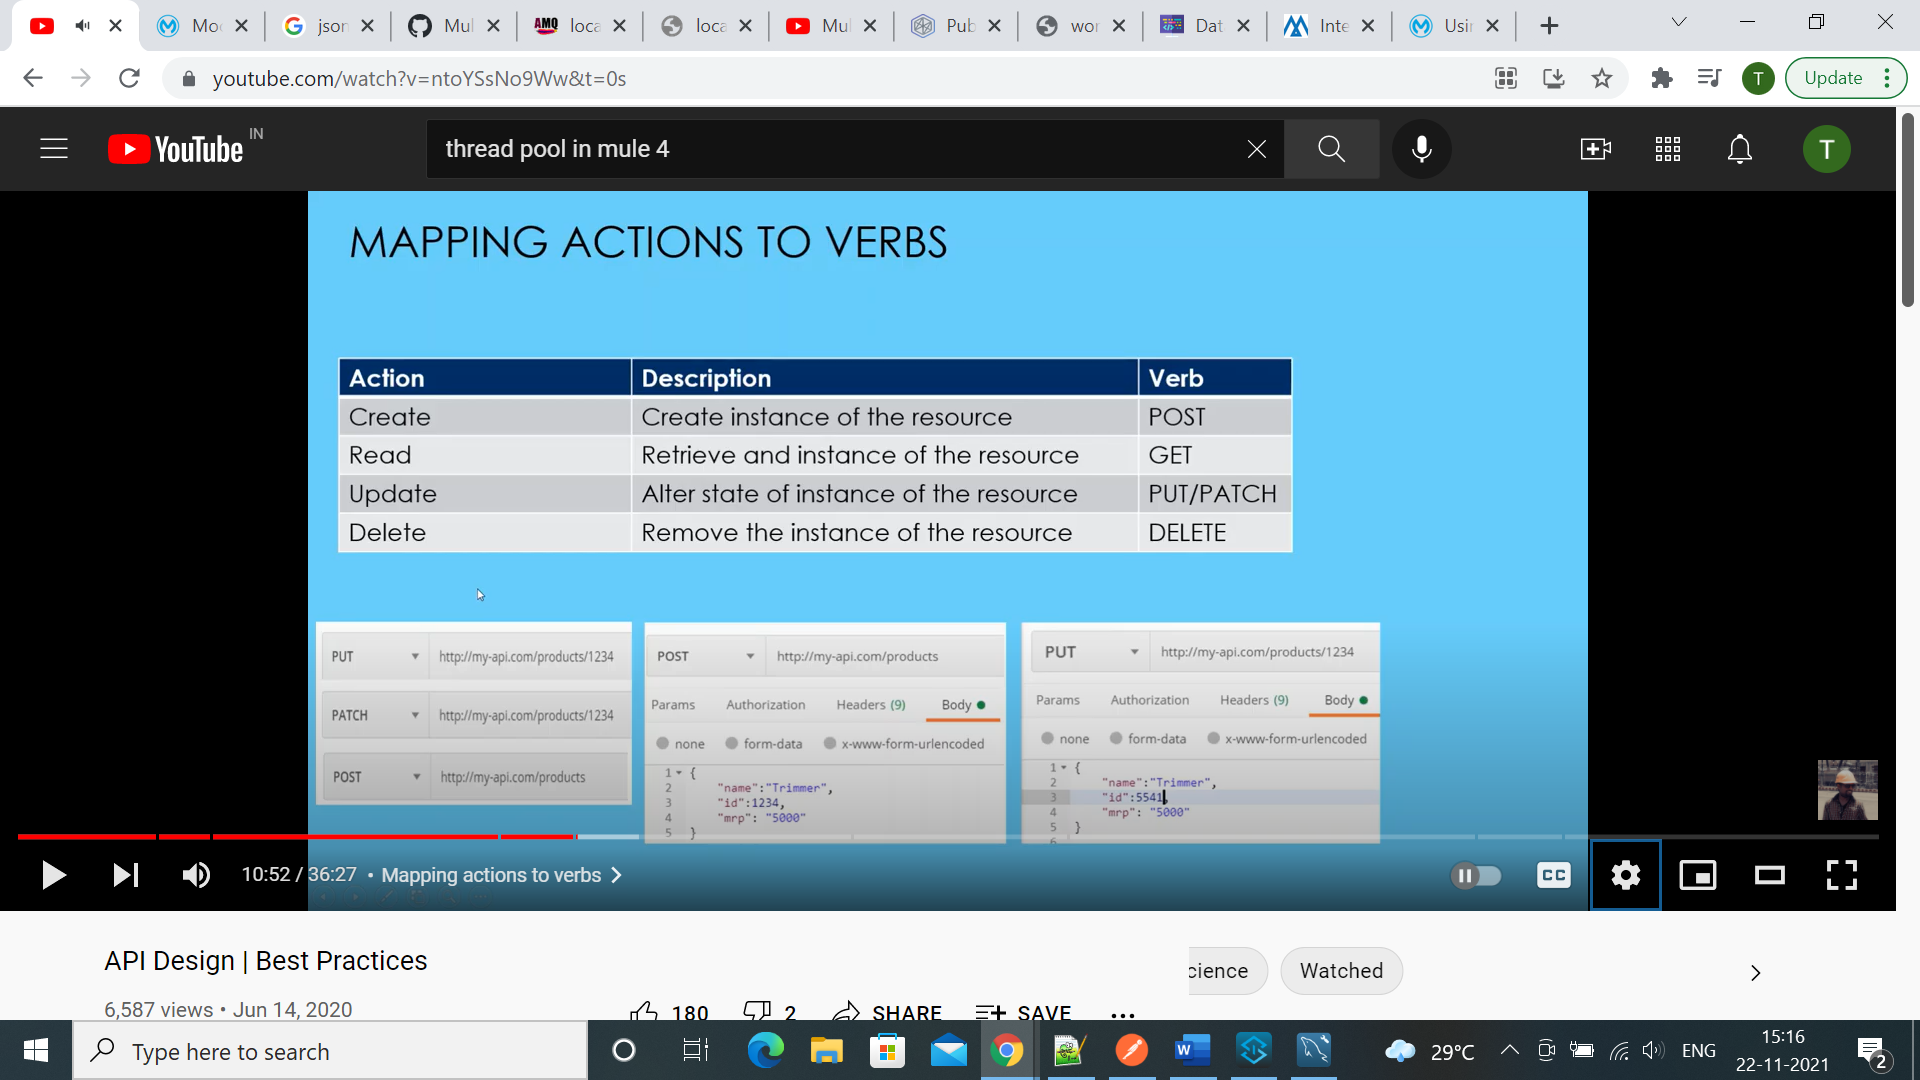 Mo
json
Mul
AMQ loca
loca
Mul
Pub
wor
Dat
Inte
Usin
youtube.com/watch?v=ntoYSsNo9Ww&t=0s
T
Update
YouTube IN
thread pool in mule 4
T
MAPPING ACTIONS TO VERBS
Action Description Verb
Create Create instance of the resource POST
Read Retrieve and instance of the resource GET
Update Alter state of instance of the resource PUT/PATCH
Delete Remove the instance of the resource DELETE
PUT http://my-api.com/products/1234
PATCH http://my-api.com/products/1234
POST http://my-api.com/products
POST http://my-api.com/products
Params Authorization Headers (9) Body
none form-data x-www-form-urlencoded
1 {
2 "name":"Trimmer",
3 "id":1234,
4 "mrp": "5000"
5 }
PUT http://my-api.com/products/1234
Params Authorization Headers (9) Body
none form-data x-www-form-urlencoded
1 {
2 "name":"Trimmer",
3 "id":5541,
4 "mrp": "5000"
5 }
6
10:52 / 36:27 • Mapping actions to verbs
CC
API Design | Best Practices
6,587 views • Jun 14, 2020
180 2 SHARE SAVE
cience
Watched
Type here to search
W
29°C
ENG
15:16
22-11-2021
2